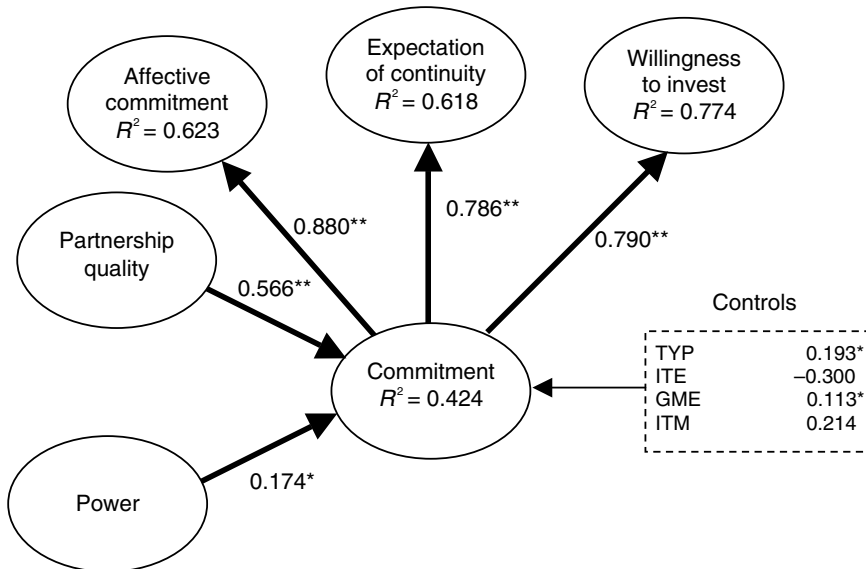 Affective
commitment
R² = 0.623
Expectation
of continuity
R² = 0.618
Willingness
to invest
R² = 0.774
Partnership
quality
0.880**
0.786**
0.790**
0.566**
Controls
TYP 0.193*
ITE –0.300
GME 0.113*
ITM 0.214
Commitment
R² = 0.424
Power
0.174*